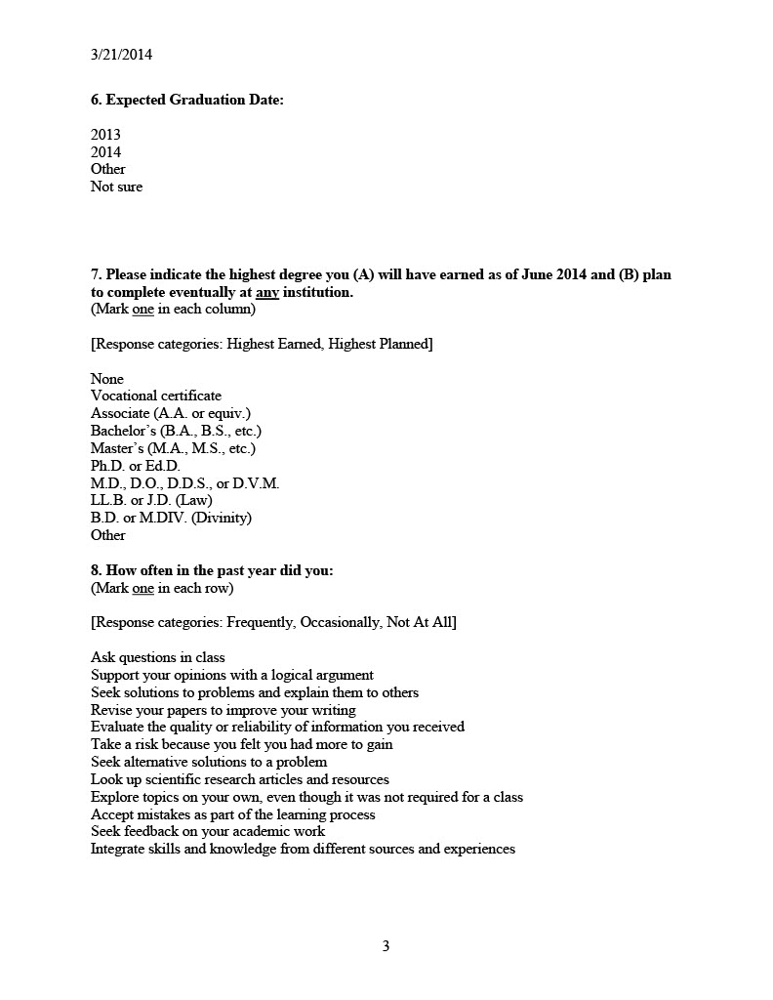 3/21/2014
6. Expected Graduation Date:
2013
2014
Other
Not sure
7. Please indicate the highest degree you (A) will have earned as of June 2014 and (B) plan
to complete eventually at any institution.
(Mark one in each column)
[Response categories: Highest Earned, Highest Planned]
None
Vocational certificate
Associate (A.A. or equiv.)
Bachelor’s (B.A., B.S., etc.)
Master’s (M.A., M.S., etc.)
Ph.D. or Ed.D.
M.D., D.O., D.D.S., or D.V.M.
LL.B. or J.D. (Law)
B.D. or M.DIV. (Divinity)
Other
8. How often in the past year did you:
(Mark one in each row)
[Response categories: Frequently, Occasionally, Not At All]
Ask questions in class
Support your opinions with a logical argument
Seek solutions to problems and explain them to others
Revise your papers to improve your writing
Evaluate the quality or reliability of information you received
Take a risk because you felt you had more to gain
Seek alternative solutions to a problem
Look up scientific research articles and resources
Explore topics on your own, even though it was not required for a class
Accept mistakes as part of the learning process
Seek feedback on your academic work
Integrate skills and knowledge from different sources and experiences
3